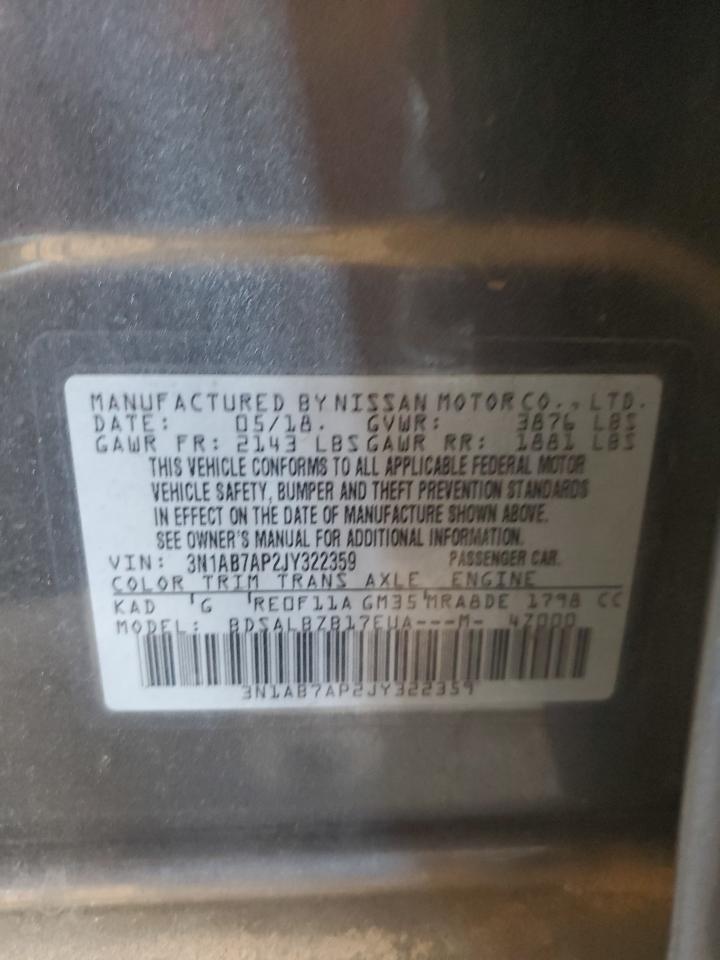 MANUFACTURED BY NISSAN MOTOR CO., LTD.
DATE: 05/18. GVWR: 3876 LBS
GAWR FR: 2143 LBS GAWR RR: 1881 LBS
THIS VEHICLE CONFORMS TO ALL APPLICABLE FEDERAL MOTOR
VEHICLE SAFETY, BUMPER AND THEFT PREVENTION STANDARDS
IN EFFECT ON THE DATE OF MANUFACTURE SHOWN ABOVE.
SEE OWNER'S MANUAL FOR ADDITIONAL INFORMATION.
VIN: 3N1AB7AP2JY322359 PASSENGER CAR.
COLOR TRIM TRANS AXLE ENGINE
KAD G RE0F11A GM35 MRA8DE 1798 CC
MODEL: BDSALBZB17EUA---M- 4Z000
3N1AB7AP2JY322359